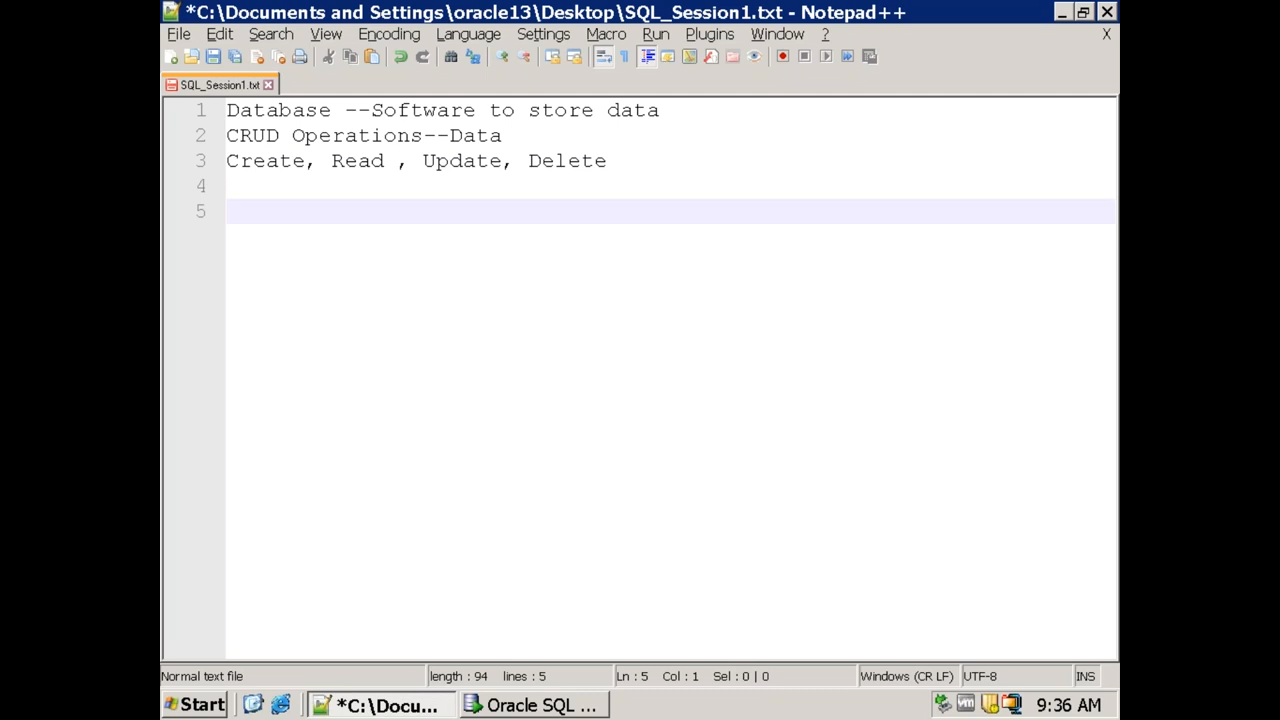 *C:\Documents and Settings\oracle13\Desktop\SQL_Session1.txt - Notepad++
File Edit Search View Encoding Language Settings Macro Run Plugins Window ? X
SQL_Session1.txt
1 Database --Software to store data
2 CRUD Operations--Data
3 Create, Read , Update, Delete
4
5
Normal text file length : 94 lines : 5 Ln : 5 Col : 1 Sel : 0 | 0 Windows (CR LF) UTF-8 INS
Start *C:\Docu... Oracle SQL ... 9:36 AM